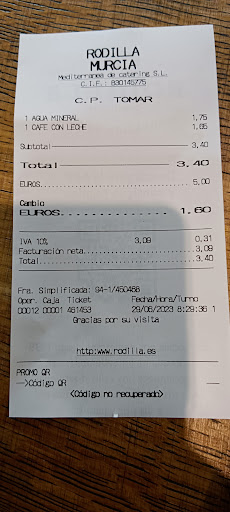 RODILLA
MURCIA
Mediterranea de catering S.L.
C.I.F.: B30145775
C.P. TOMAR
1 AGUA MINERAL 1,75
1 CAFE CON LECHE 1,65
Subtotal 3,40
Total 3,40
EUROS 5,00
Cambio
EUROS 1,60
IVA 10% 3,09 0,31
Facturación neta 3,09
Total 3,40
Fra. Simplificada: G4-1/450468
Oper. Caja Ticket Fecha/Hora/Turno
00012 00001 461453 29/06/2023 8:29:36 1
Gracias por su visita
http:www.rodilla.es
PROMO QR
-->Código QR
<Código no recuperado>